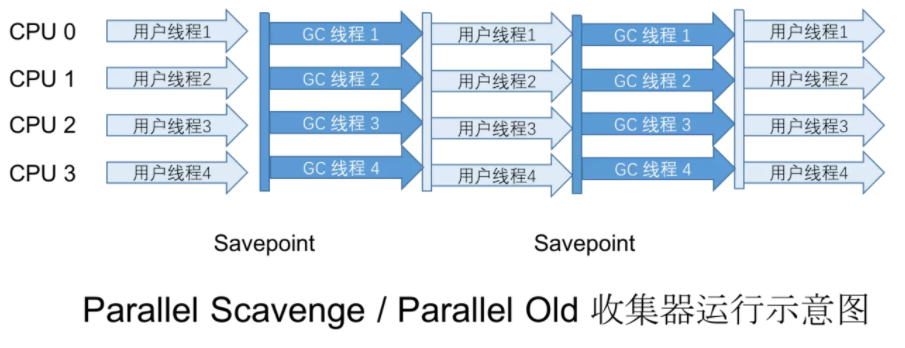 CPU 0 用户线程1 GC 线程 1 用户线程1 GC 线程 1 用户线程1
CPU 1 用户线程2 GC 线程 2 用户线程2 GC 线程 2 用户线程2
CPU 2 用户线程3 GC 线程 3 用户线程3 GC 线程 3 用户线程3
CPU 3 用户线程4 GC 线程 4 用户线程4 GC 线程 4 用户线程4
Savepoint Savepoint
Parallel Scavenge / Parallel Old 收集器运行示意图